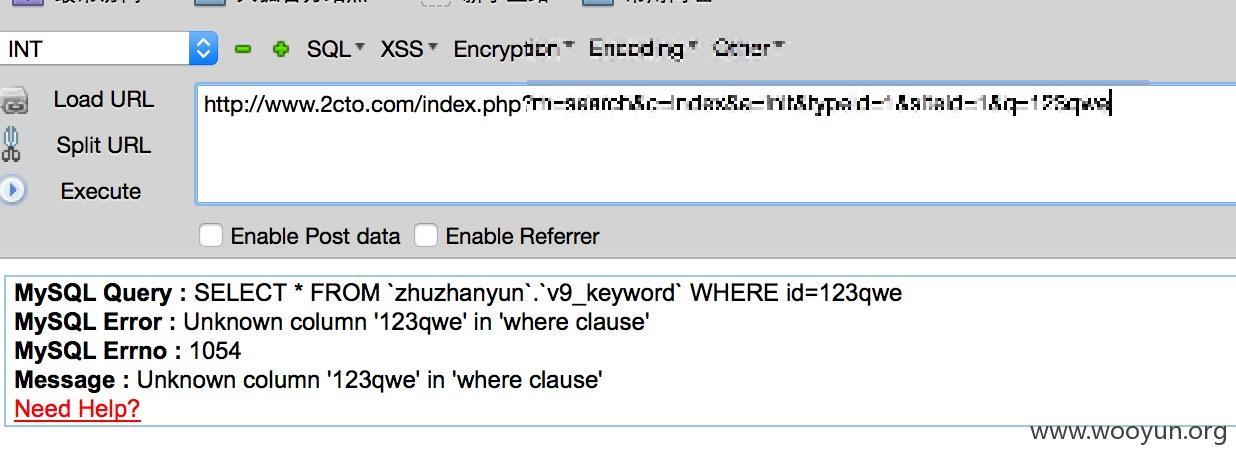 INT
SQL XSS Encryption Encoding Other
Load URL
http://www.2cto.com/index.php?m=search&c=index&a=init&typeid=1&siteid=1&q=123qwe
Split URL
Execute
Enable Post data Enable Referrer
MySQL Query : SELECT * FROM `zhuzhanyun`.`v9_keyword` WHERE id=123qwe
MySQL Error : Unknown column '123qwe' in 'where clause'
MySQL Errno : 1054
Message : Unknown column '123qwe' in 'where clause'
Need Help?
www.wooyun.org